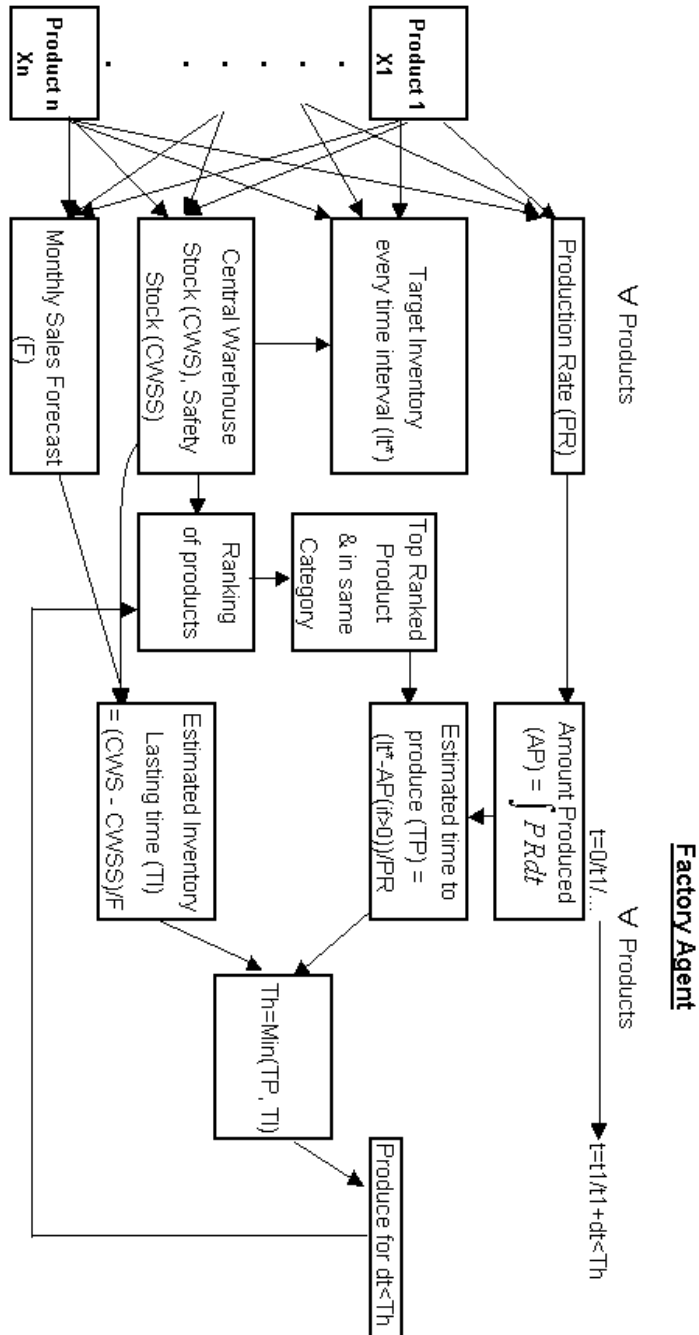 Factory Agent
∀ Products
∀ Products
t=0/t1/...
t=t1/t1+dt<Th
Product 1
X1
. . . . . .
Product n
Xn
Production Rate (PR)
Target Inventory
every time interval (It*)
Central Warehouse
Stock (CWS), Safety
Stock (CWSS)
Monthly Sales Forecast
(F)
Top Ranked
Product
& in same
Category
Ranking
of products
Amount Produced
(AP) = ∫ PRdt
Estimated time to
produce (TP) =
(It*-AP(if>0))/PR
Estimated Inventory
Lasting time (TI)
= (CWS - CWSS)/F
Th=Min(TP, TI)
Produce for dt<Th